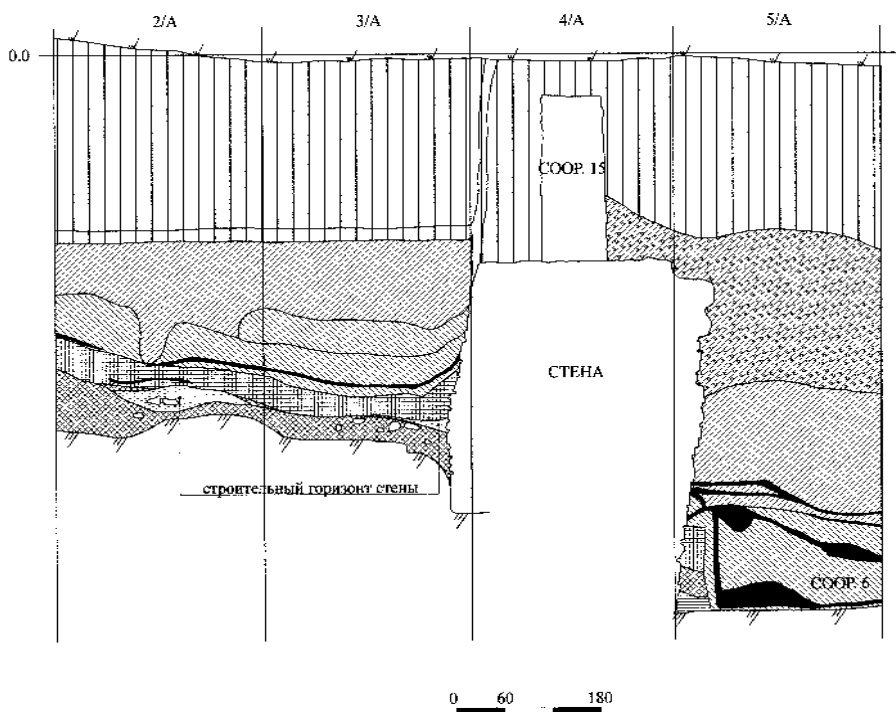 2/А 3/А 4/А 5/А
0.0
СООР. 15
СТЕНА
строительный горизонт стены
СООР. 6
0 60 180